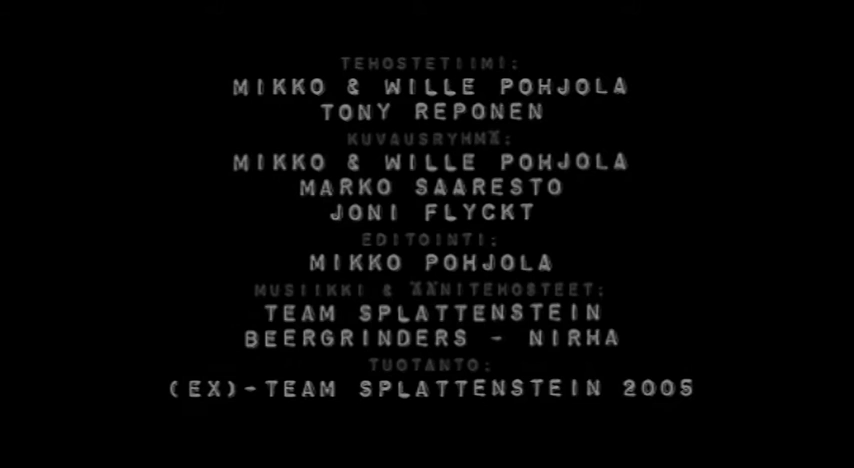 TEHOSTETIIMI:
MIKKO & WILLE POHJOLA
TONY REPONEN
KUVAUSRYHMÄ:
MIKKO & WILLE POHJOLA
MARKO SAARESTO
JONI FLYCKT
EDITOINTI:
MIKKO POHJOLA
MUSIIKKI & ÄÄNITEHOSTEET:
TEAM SPLATTENSTEIN
BEERGRINDERS - NIRHA
TUOTANTO:
(EX)-TEAM SPLATTENSTEIN 2005